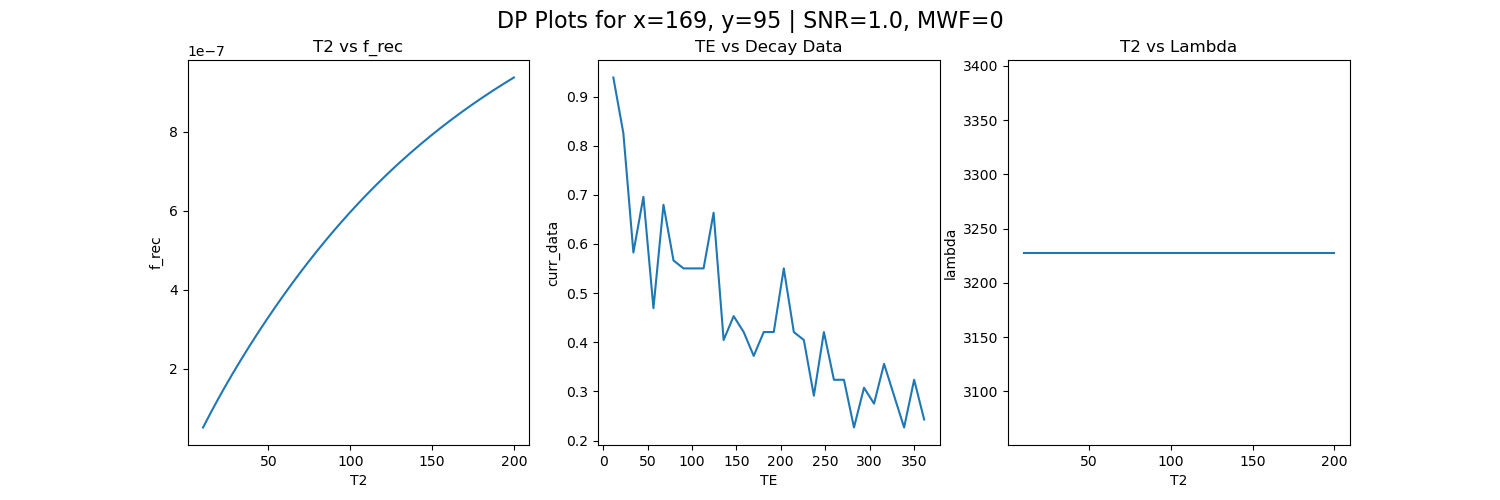 DP Plots for x=169, y=95 | SNR=1.0, MWF=0
T2 vs f_rec
1e−7
8
6
4
2
f_rec
50 100 150 200
T2
TE vs Decay Data
0.9
0.8
0.7
0.6
0.5
0.4
0.3
0.2
curr_data
0 50 100 150 200 250 300 350
TE
T2 vs Lambda
3400
3350
3300
3250
3200
3150
3100
lambda
50 100 150 200
T2